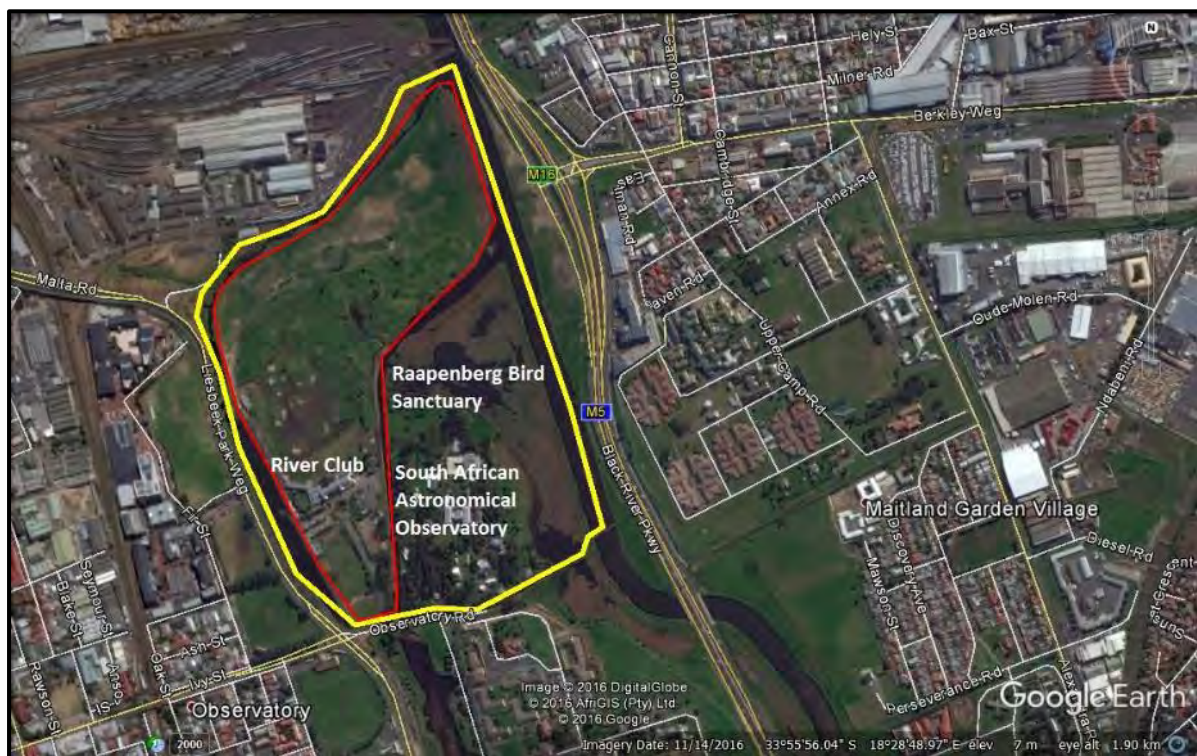 Hely S
Bax St
Gannon St
Milner Rd
Berkley Weg
M16
Cambridge St
Annex Rd
Malta Rd
Oude Molen Rd
Upper Camp Rd
Ndabeni Rd
Raapenberg Bird
Sanctuary
M5
Liesbeek Park Weg
River Club
South African
Astronomical
Observatory
Black River Pkwy
Fir St
Maitland Garden Village
Diesel Rd
Discovery Ave
Mawson St
Seymour St
Blake St
Observatory Rd
Ash St
Oak St
Ivy St
Rawson St
Perseverance Rd
Observatory
Image © 2016 DigitalGlobe
© 2016 AfriGIS (Pty) Ltd.
© 2016 Google
Google Earth
2000
Imagery Date: 11/14/2016 33°55'56.04" S 18°28'48.97" E elev 7 m eye alt 1.90 km
N